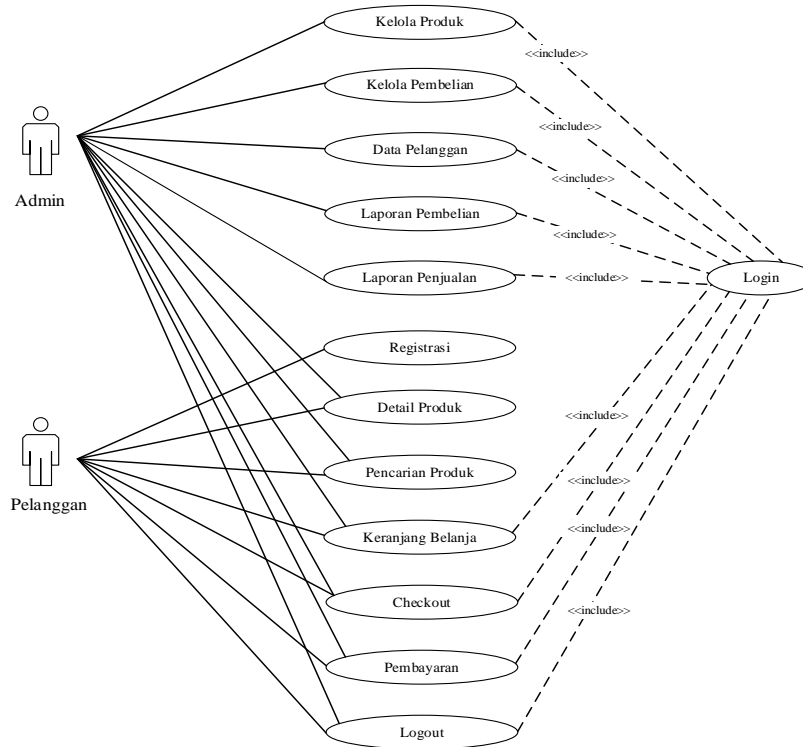 Kelola Produk
<<include>>
Kelola Pembelian
<<include>>
Data Pelanggan
<<include>>
Admin
Laporan Pembelian
<<include>>
Laporan Penjualan
<<include>>
Login
Registrasi
Detail Produk
<<include>>
Pelanggan
Pencarian Produk
<<include>>
Keranjang Belanja
<<include>>
Checkout
<<include>>
Pembayaran
Logout